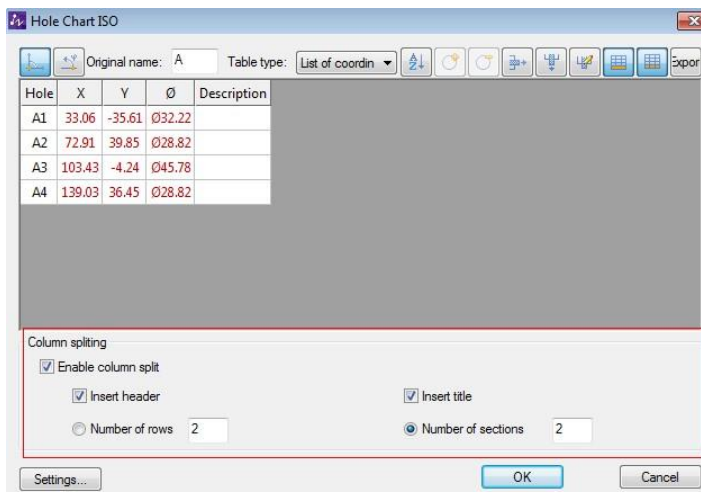 Hole Chart ISO
Original name: A Table type: List of coordin Expor
Hole X Y Ø Description
A1 33.06 -35.61 Ø32.22
A2 72.91 39.85 Ø28.82
A3 103.43 -4.24 Ø45.78
A4 139.03 36.45 Ø28.82
Column spliting
Enable column split
Insert header Insert title
Number of rows 2 Number of sections 2
Settings... OK Cancel